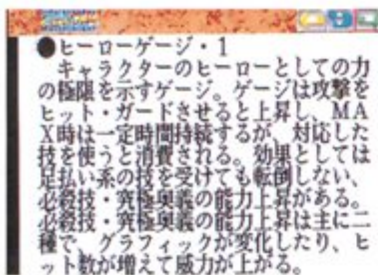 ●ヒーローゲージ・1
キャラクターのヒーローとしての力
の極限を示すゲージ。ゲージは攻撃を
ヒット・ガードさせると上昇し、MA
X時は一定時間持続するが、対応した
技を使うと消費される。効果としては
足払い系の技を受けても転倒しない、
必殺技・究極奥義の能力上昇がある。
必殺技・究極奥義の能力上昇は主に二
種で、グラフィックが変化したり、ヒ
ット数が増えて威力が上がる。